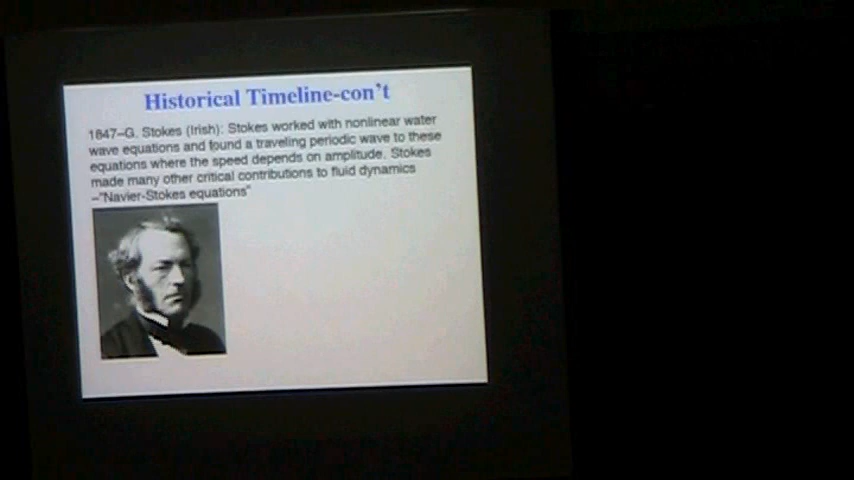 Historical Timeline-con't
1847–G. Stokes (Irish): Stokes worked with nonlinear water
wave equations and found a traveling periodic wave to these
equations where the speed depends on amplitude. Stokes
made many other critical contributions to fluid dynamics
–"Navier-Stokes equations"